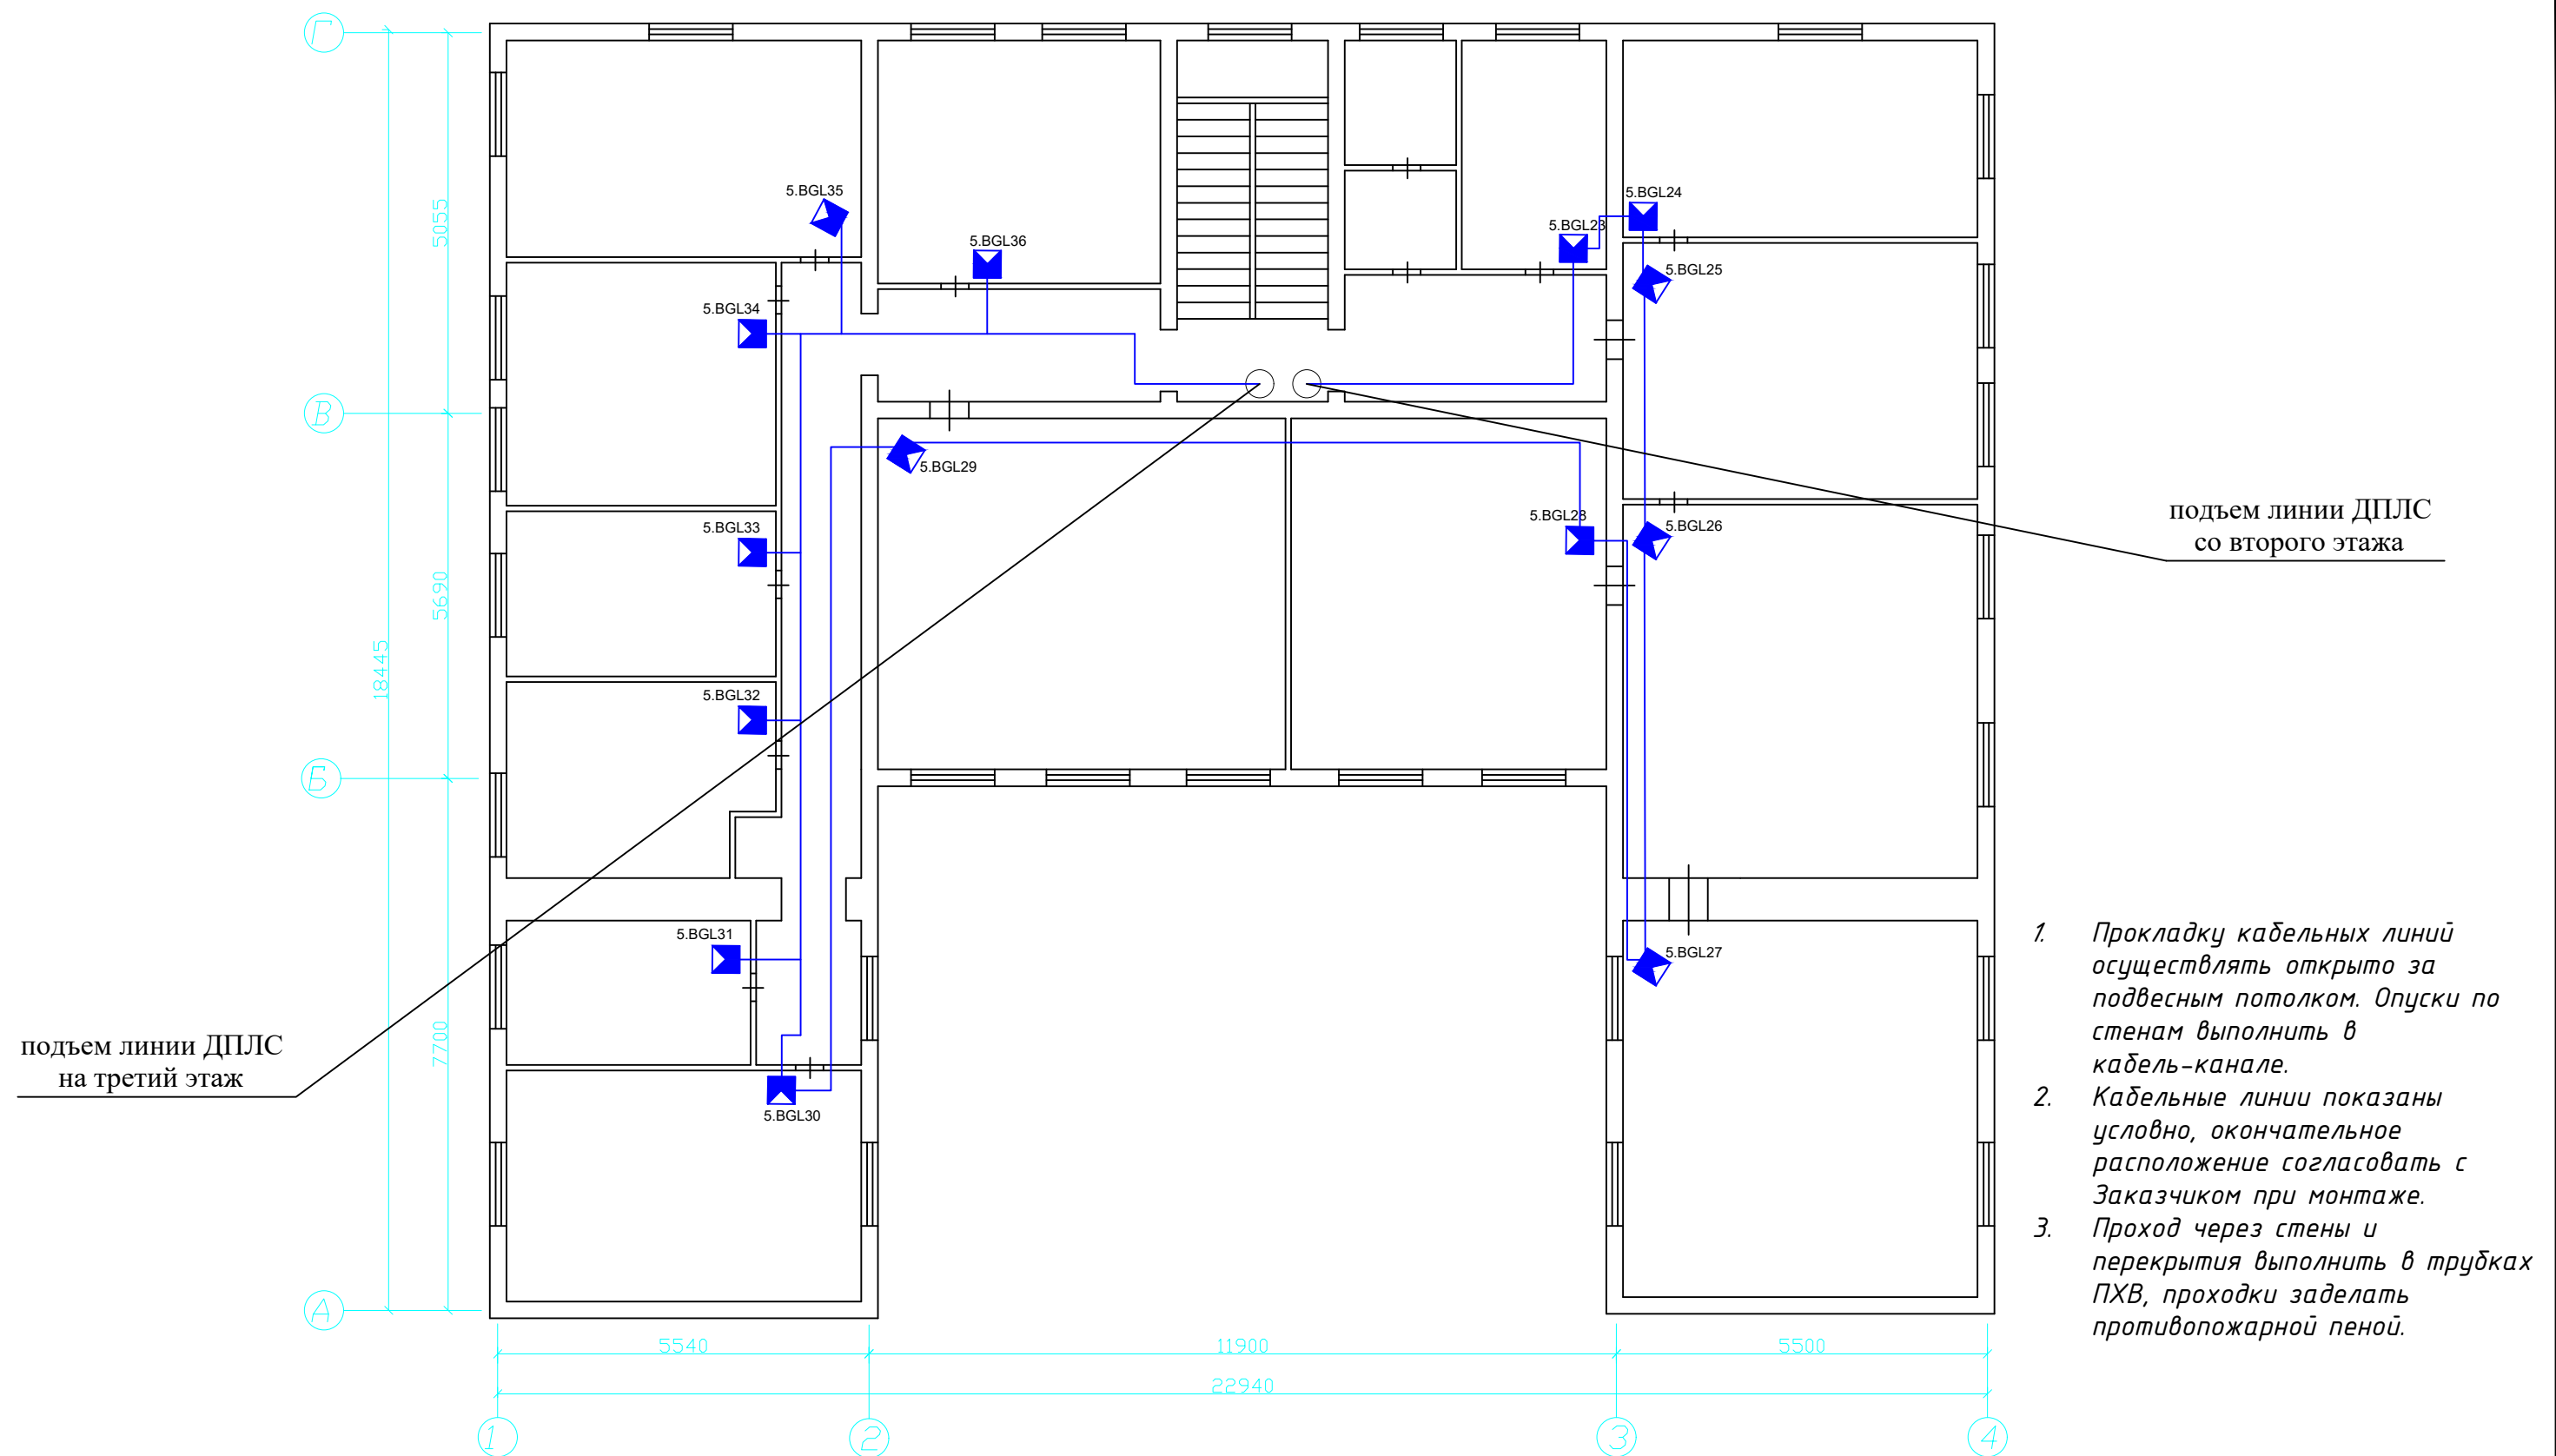 Г
5.BGL35
5.BGL24
5055
5.BGL36
5.BGL23
5.BGL25
5.BGL34
В
5.BGL29
подъем линии ДПЛС
со второго этажа
5.BGL33
5.BGL28
5.BGL26
5690
18445
5.BGL32
Б
5.BGL31
5.BGL27
7700
подъем линии ДПЛС
на третий этаж
5.BGL30
1. Прокладку кабельных линий
осуществлять открыто за
подвесным потолком. Опуски по
стенам выполнить в
кабель-канале.
2. Кабельные линии показаны
условно, окончательное
расположение согласовать с
Заказчиком при монтаже.
3. Проход через стены и
перекрытия выполнить в трубках
ПХВ, проходки заделать
противопожарной пеной.
А
5540
11900
5500
22940
1
2
3
4